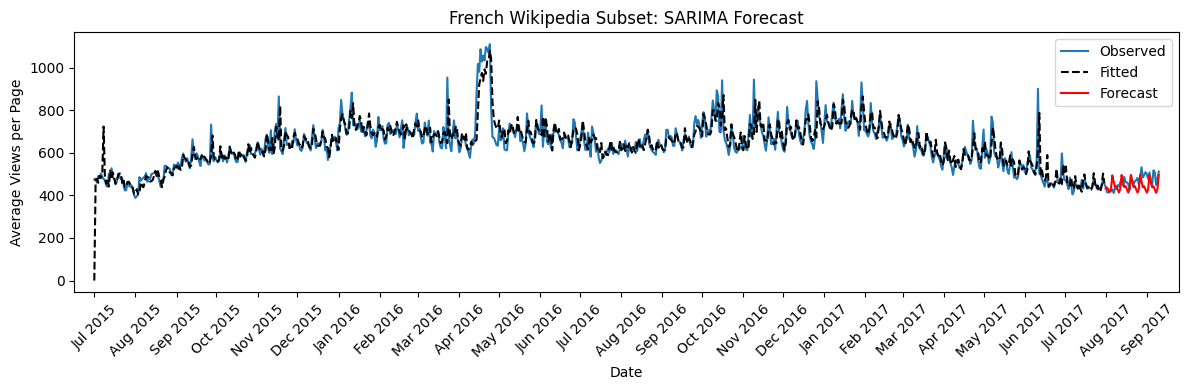 French Wikipedia Subset: SARIMA Forecast
Observed
Fitted
Forecast
Average Views per Page
1000
800
600
400
200
0
Jul 2015
Aug 2015
Sep 2015
Oct 2015
Nov 2015
Dec 2015
Jan 2016
Feb 2016
Mar 2016
Apr 2016
May 2016
Jun 2016
Jul 2016
Aug 2016
Sep 2016
Oct 2016
Nov 2016
Dec 2016
Jan 2017
Feb 2017
Mar 2017
Apr 2017
May 2017
Jun 2017
Jul 2017
Aug 2017
Sep 2017
Date